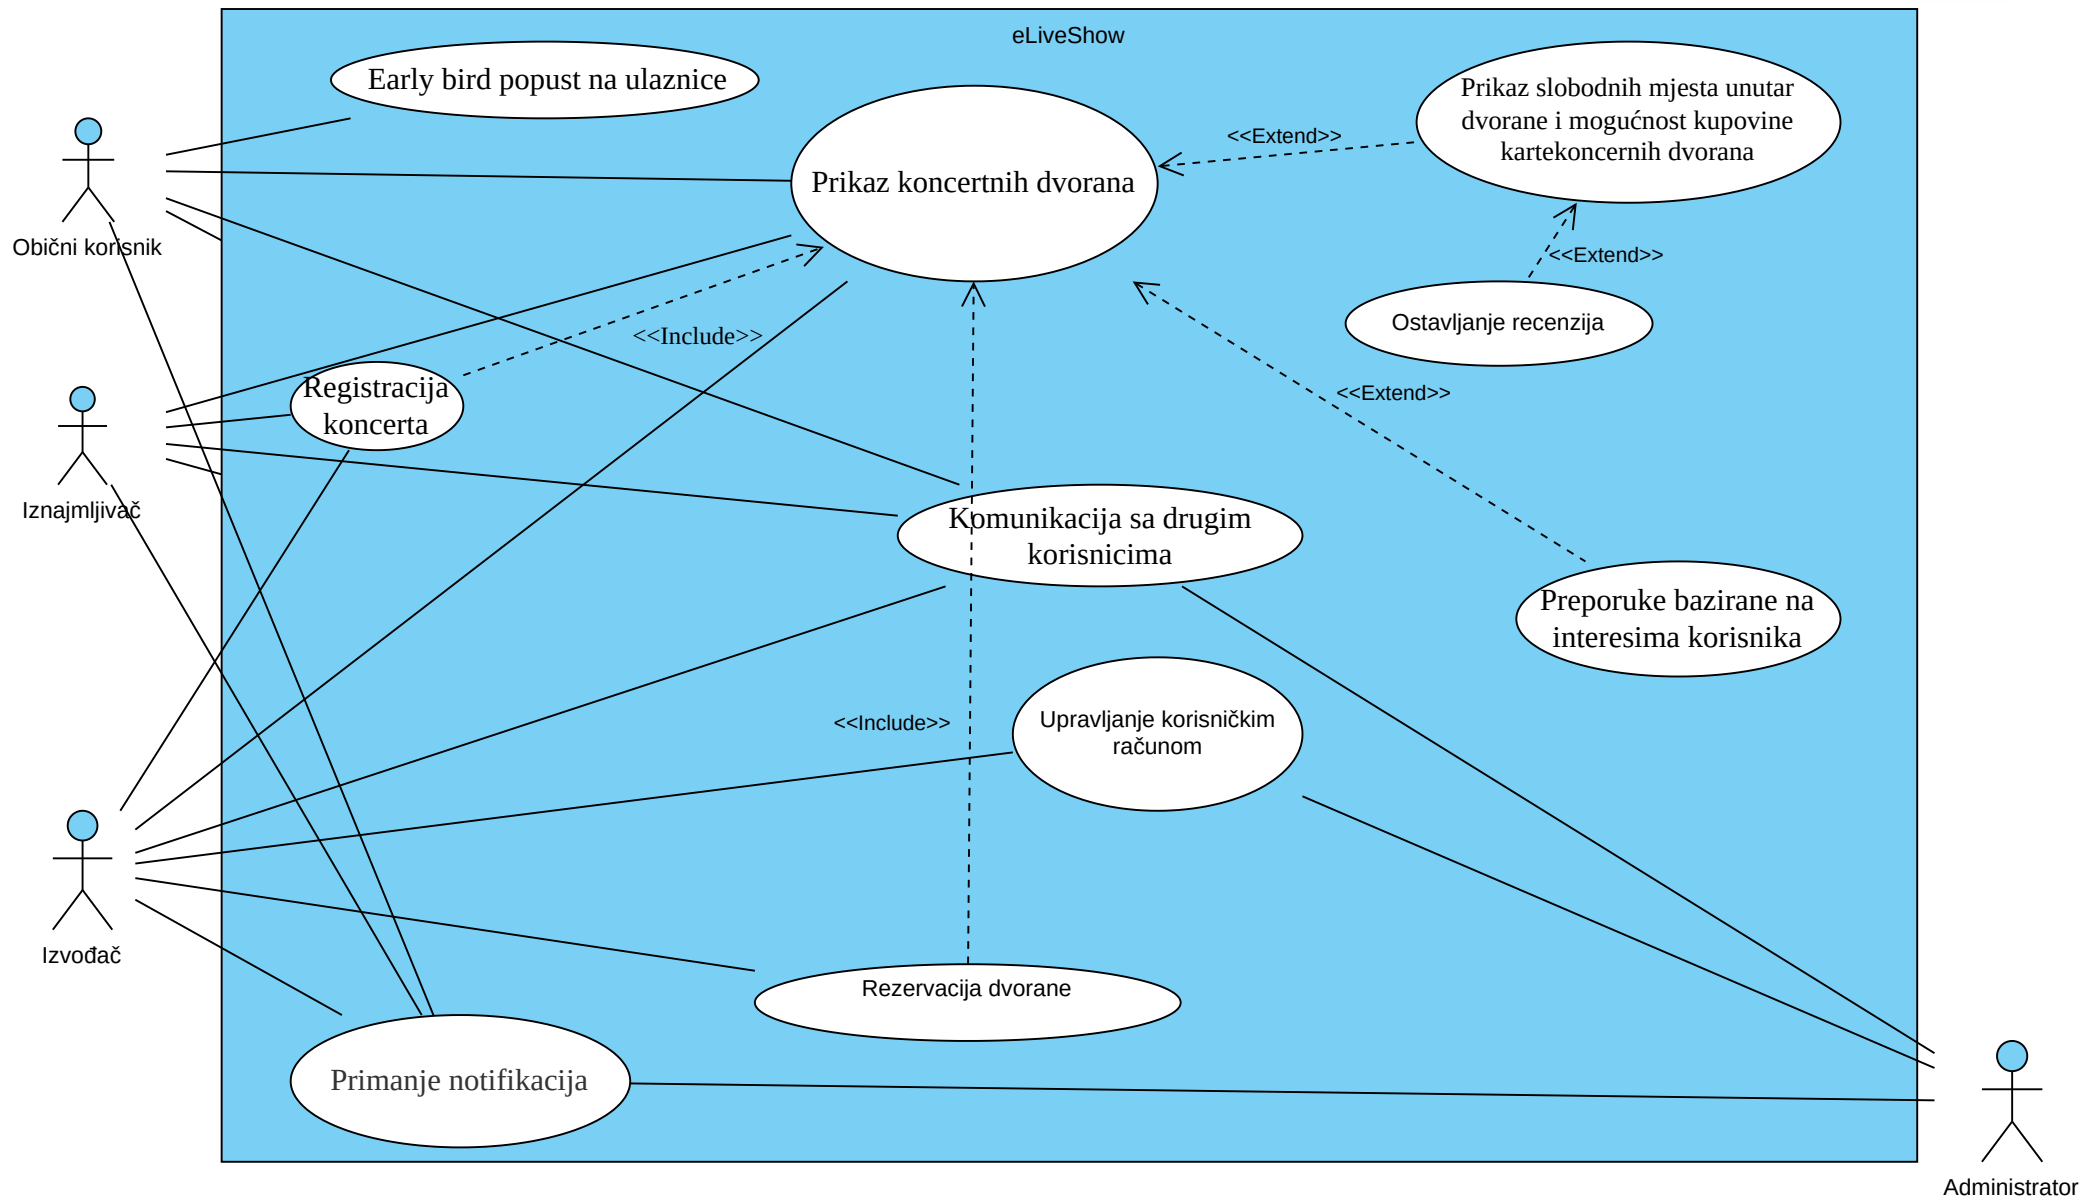 eLiveShow
Early bird popust na ulaznice
Prikaz slobodnih mjesta unutar
dvorane i mogućnost kupovine
kartekoncernih dvorana
<<Extend>>
Prikaz koncertnih dvorana
Obični korisnik
<<Extend>>
Ostavljanje recenzija
<<Include>>
Registracija
koncerta
<<Extend>>
Iznajmljivač
Komunikacija sa drugim
korisnicima
Preporuke bazirane na
interesima korisnika
<<Include>>
Upravljanje korisničkim
računom
Izvođač
Rezervacija dvorane
Primanje notifikacija
Administrator